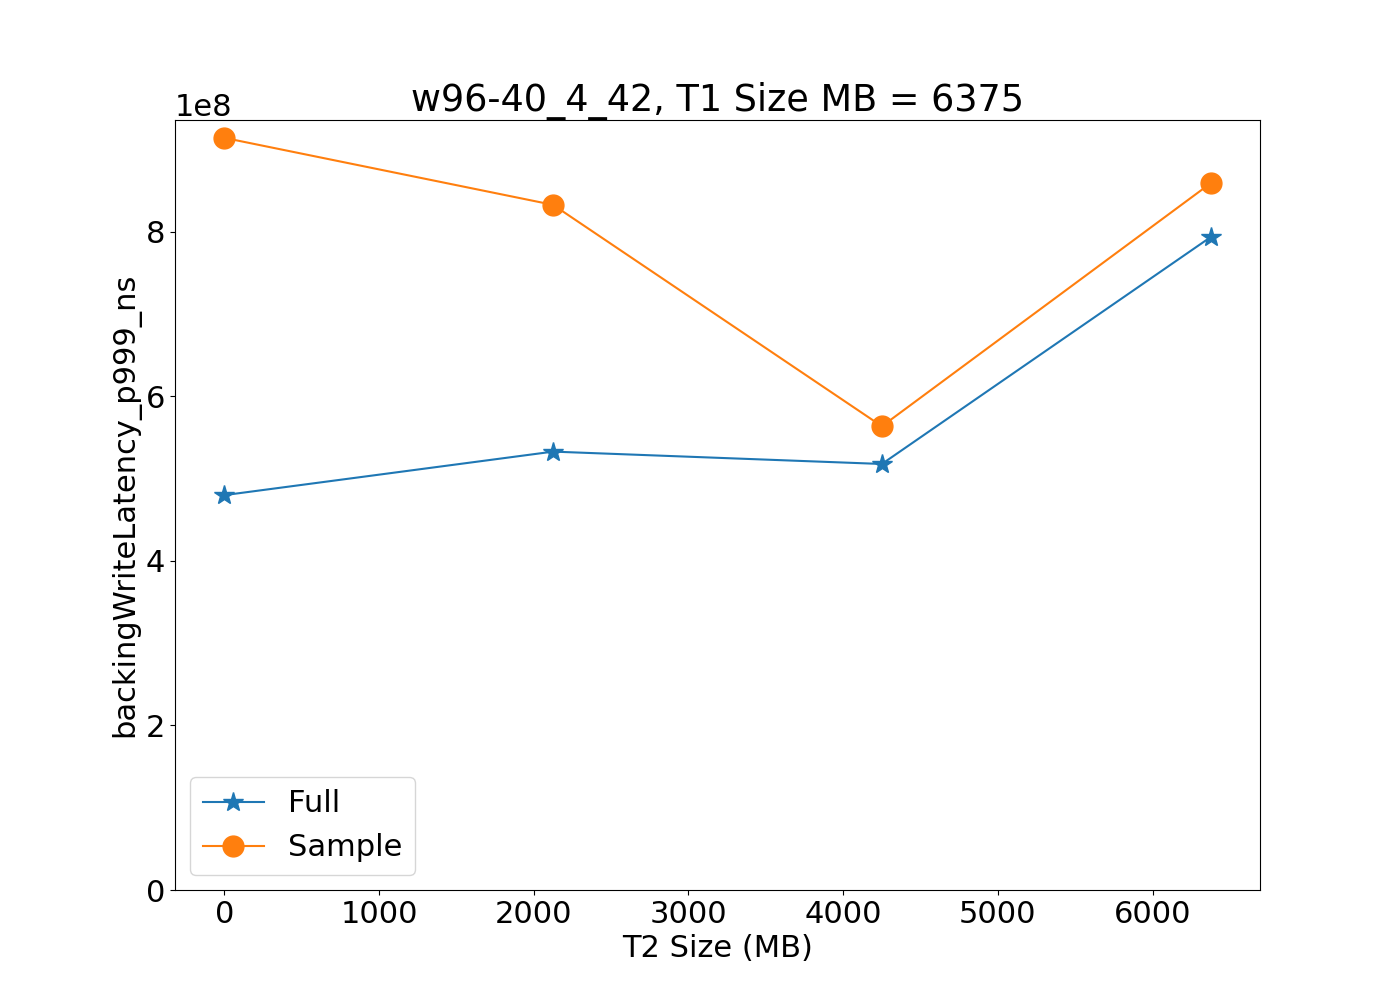 w96-40_4_42, T1 Size MB = 6375
1e8
8
6
4
2
0
backingWriteLatency_p999_ns
Full
Sample
0 1000 2000 3000 4000 5000 6000
T2 Size (MB)